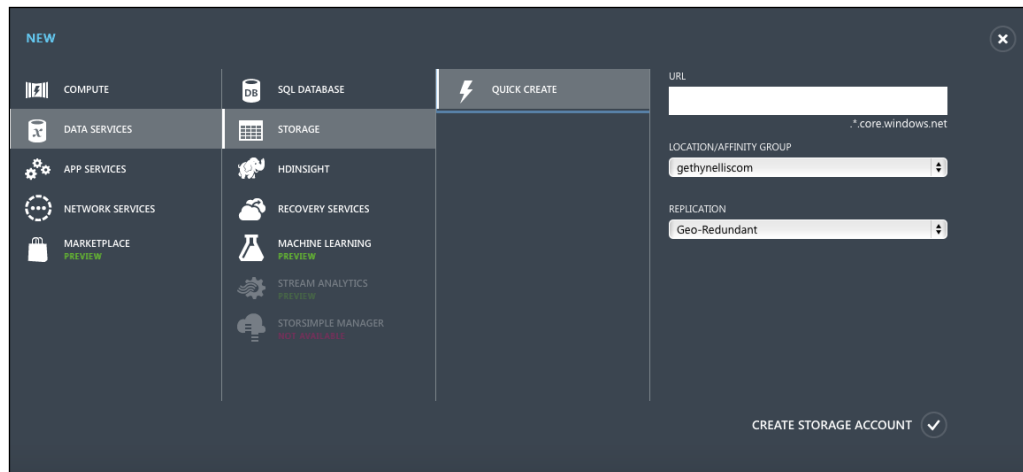 NEW
COMPUTE
DATA SERVICES
APP SERVICES
NETWORK SERVICES
MARKETPLACE
PREVIEW
DB
SQL DATABASE
STORAGE
HDINSIGHT
RECOVERY SERVICES
MACHINE LEARNING
PREVIEW
STREAM ANALYTICS
PREVIEW
STORSIMPLE MANAGER
QUICK CREATE
URL
.*.core.windows.net
LOCATION/AFFINITY GROUP
gethynelliscom
REPLICATION
Geo-Redundant
CREATE STORAGE ACCOUNT